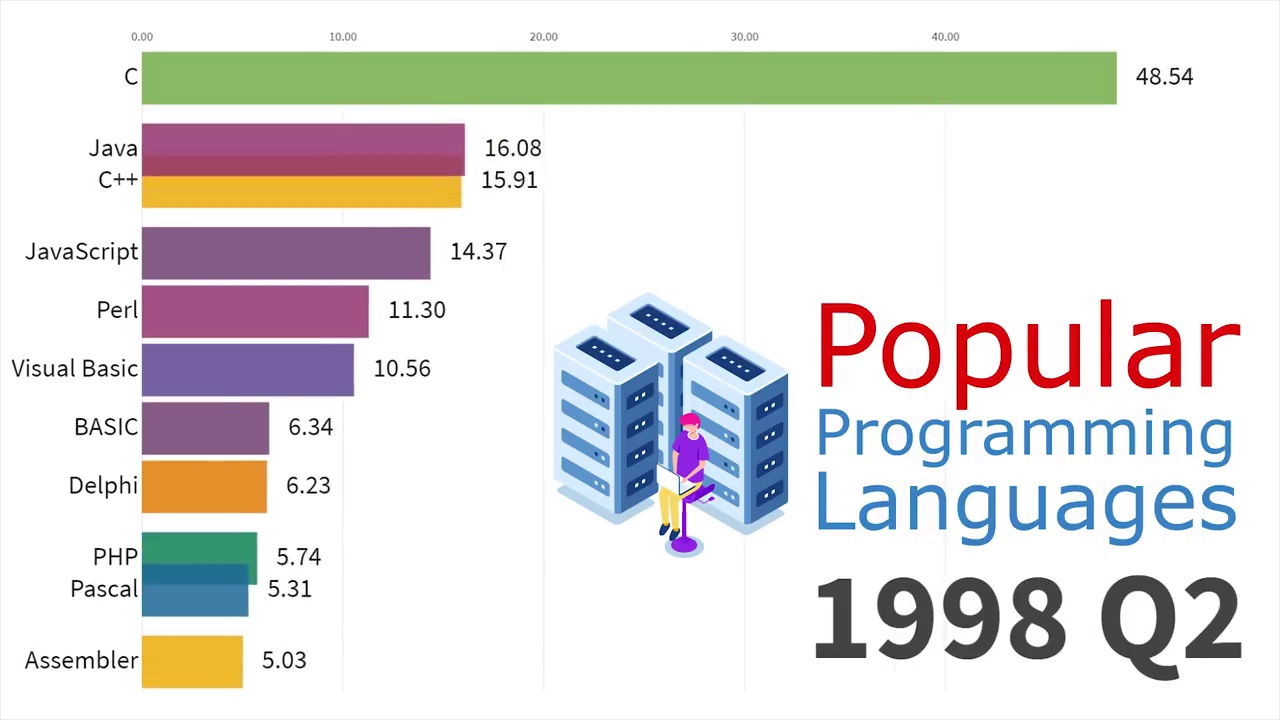 0.00 10.00 20.00 30.00 40.00
C 48.54
Java 16.08
C++ 15.91
JavaScript 14.37
Perl 11.30
Visual Basic 10.56
BASIC 6.34
Delphi 6.23
PHP 5.74
Pascal 5.31
Assembler 5.03
Popular
Programming
Languages
1998 Q2